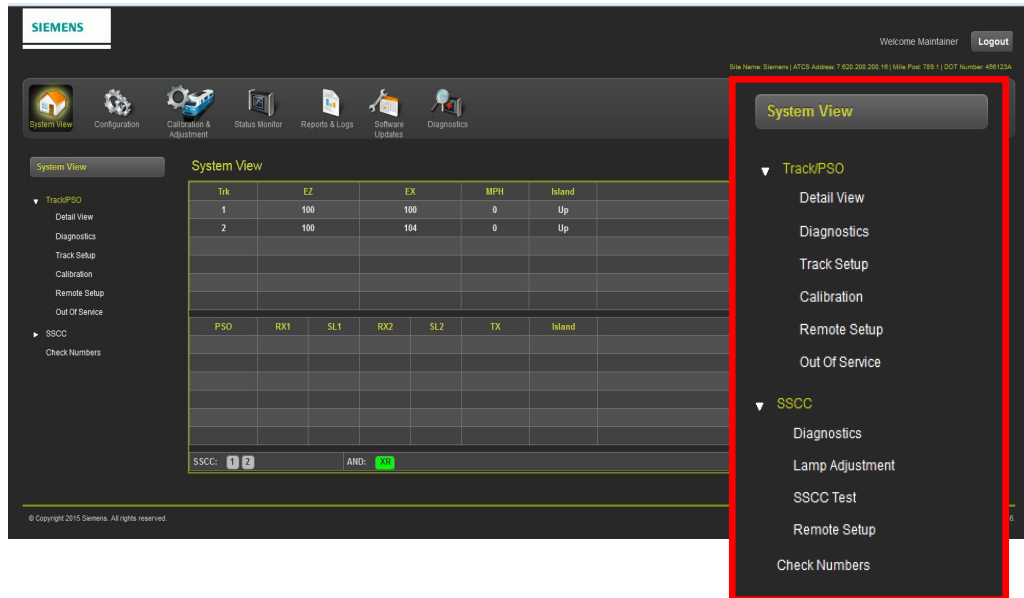 SIEMENS
Welcome Maintainer Logout
Site Name: Siemens | ATCS Address: 7.620.200.200.16 | Mile Post: 789.1 | DOT Number: 456123A
System View Configuration Calibration & Adjustment Status Monitor Reports & Logs Software Updates Diagnostics
System View
Track/PSO
Detail View
Diagnostics
Track Setup
Calibration
Remote Setup
Out Of Service
SSCC
Check Numbers
System View
Trk EZ EX MPH Island
1 100 100 0 Up
2 100 104 0 Up
PSO RX1 SL1 RX2 SL2 TX Island
SSCC: 1 2 AND: XR
System View
Track/PSO
Detail View
Diagnostics
Track Setup
Calibration
Remote Setup
Out Of Service
SSCC
Diagnostics
Lamp Adjustment
SSCC Test
Remote Setup
Check Numbers
© Copyright 2015 Siemens. All rights reserved.
6.